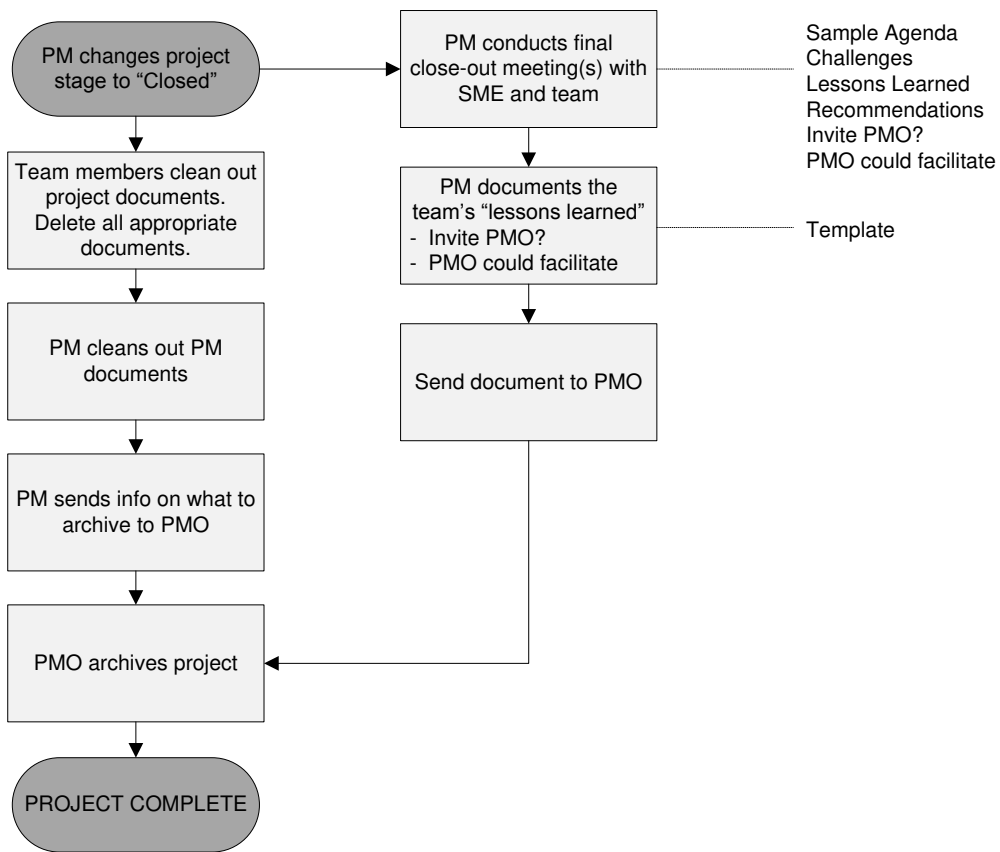 PM changes project
stage to “Closed”
PM conducts final
close-out meeting(s) with
SME and team
Sample Agenda
Challenges
Lessons Learned
Recommendations
Invite PMO?
PMO could facilitate
Team members clean out
project documents.
Delete all appropriate
documents.
PM documents the
team’s “lessons learned”
- Invite PMO?
- PMO could facilitate
Template
PM cleans out PM
documents
Send document to PMO
PM sends info on what to
archive to PMO
PMO archives project
PROJECT COMPLETE